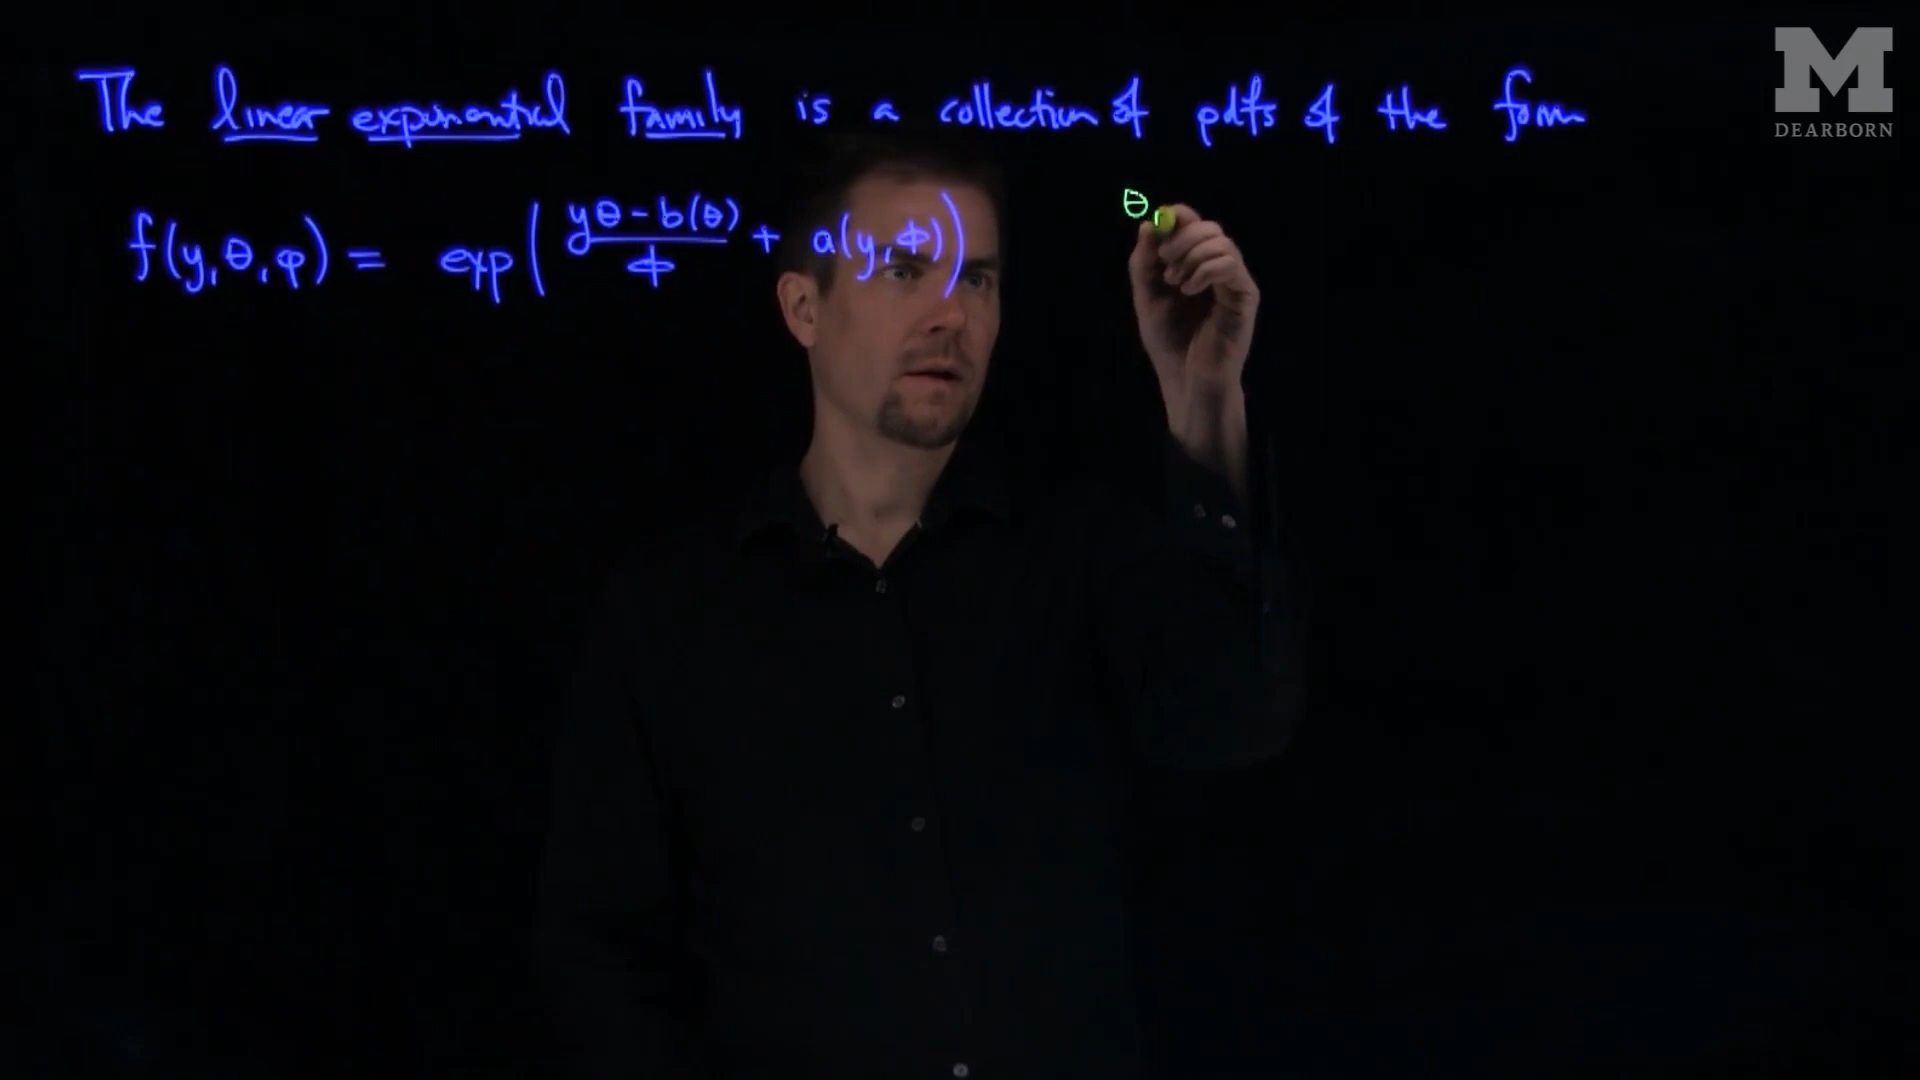 The linear exponential family is a collection of pdfs of the form
f(y, θ, φ) = exp( (yθ - b(θ))/φ + a(y, φ) )
θ,
M
DEARBORN